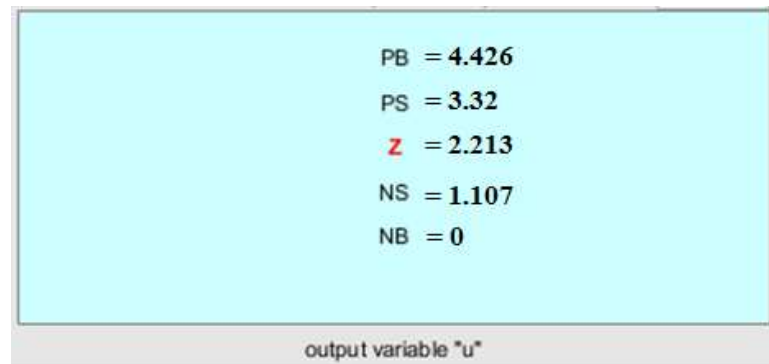 PB = 4.426
PS = 3.32
Z = 2.213
NS = 1.107
NB = 0
output variable "u"